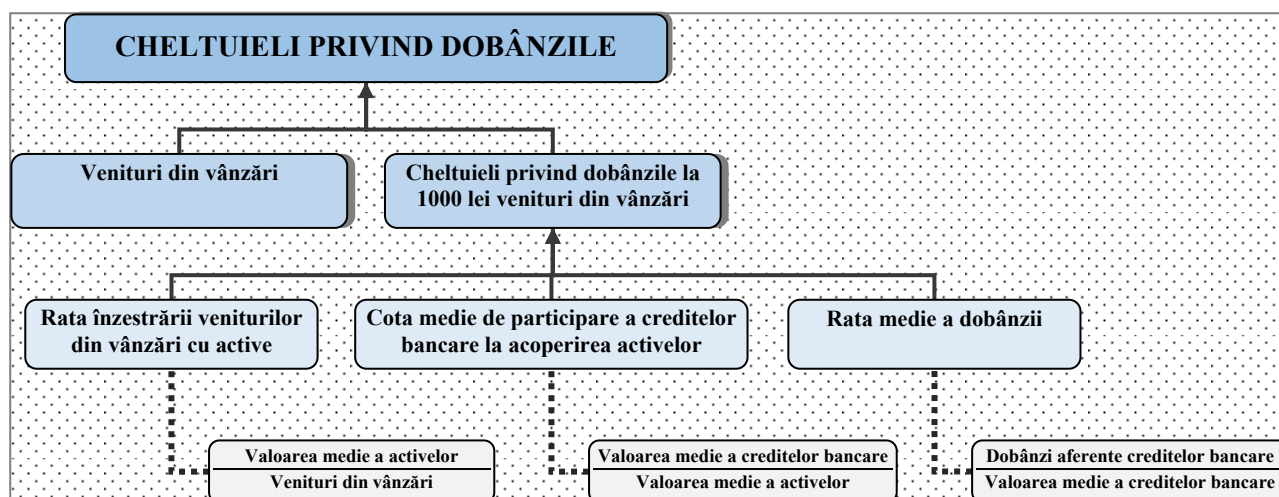 CHELTUIELI PRIVIND DOBÂNZILE
Venituri din vânzări
Cheltuieli privind dobânzile la
1000 lei venituri din vânzări
Rata înzestrării veniturilor
din vânzări cu active
Cota medie de participare a creditelor
bancare la acoperirea activelor
Rata medie a dobânzii
Valoarea medie a activelor
Venituri din vânzări
Valoarea medie a creditelor bancare
Valoarea medie a activelor
Dobânzi aferente creditelor bancare
Valoarea medie a creditelor bancare